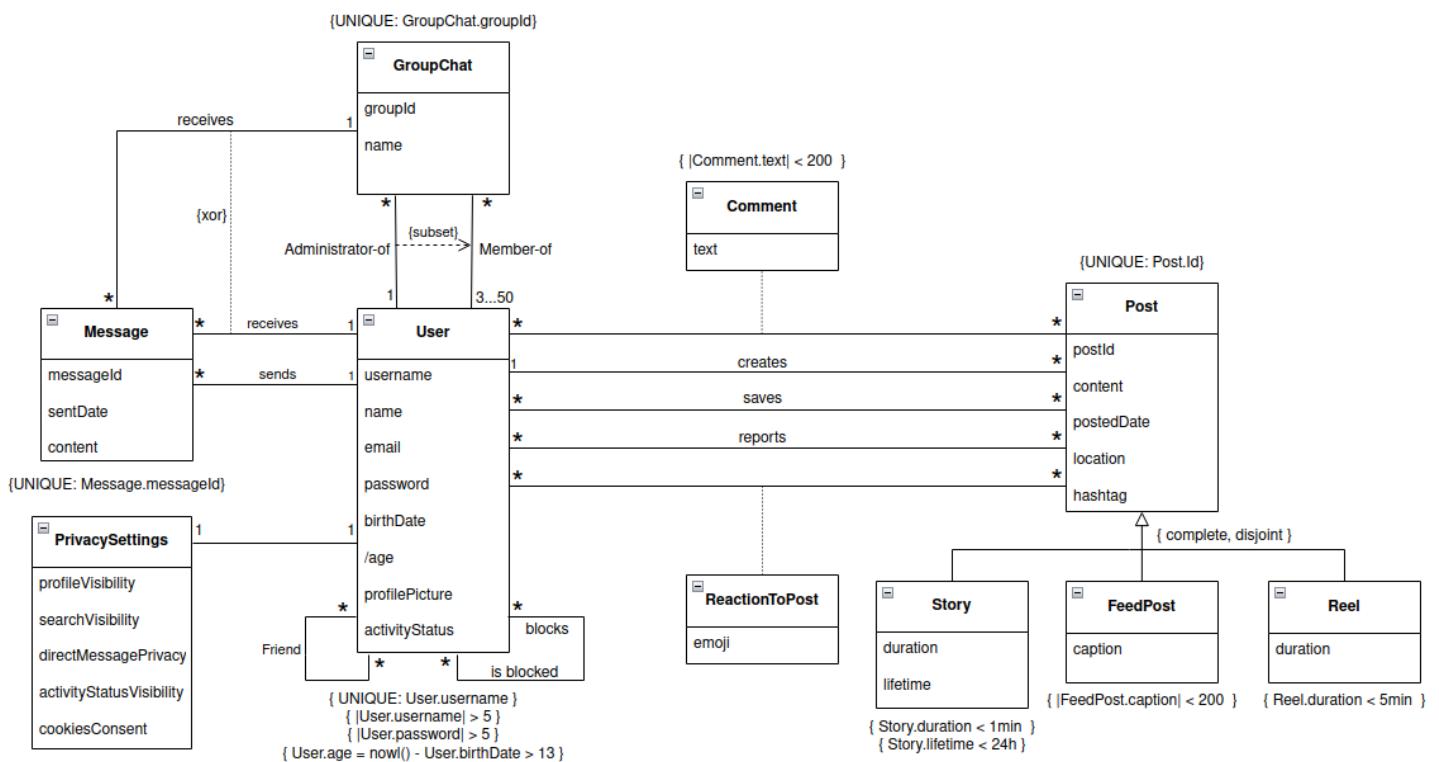 {UNIQUE: GroupChat.groupId}
GroupChat
groupId
name
receives
1
*
{xor}
*
*
{subset}
Administrator-of
Member-of
1
3...50
{ |Comment.text| < 200 }
Comment
text
{UNIQUE: Post.Id}
Post
postId
content
postedDate
location
hashtag
Message
messageId
sentDate
content
{UNIQUE: Message.messageId}
*
receives
1
*
sends
1
User
username
name
email
password
birthDate
/age
profilePicture
activityStatus
*
*
1
creates
*
*
saves
*
*
reports
*
*
*
PrivacySettings
profileVisibility
searchVisibility
directMessagePrivacy
activityStatusVisibility
cookiesConsent
1
1
*
Friend
*
*
blocks
*
is blocked
{ UNIQUE: User.username }
{ |User.username| > 5 }
{ |User.password| > 5 }
{ User.age = nowl() - User.birthDate > 13 }
ReactionToPost
emoji
{ complete, disjoint }
Story
duration
lifetime
{ Story.duration < 1min }
{ Story.lifetime < 24h }
FeedPost
caption
{ |FeedPost.caption| < 200 }
Reel
duration
{ Reel.duration < 5min }